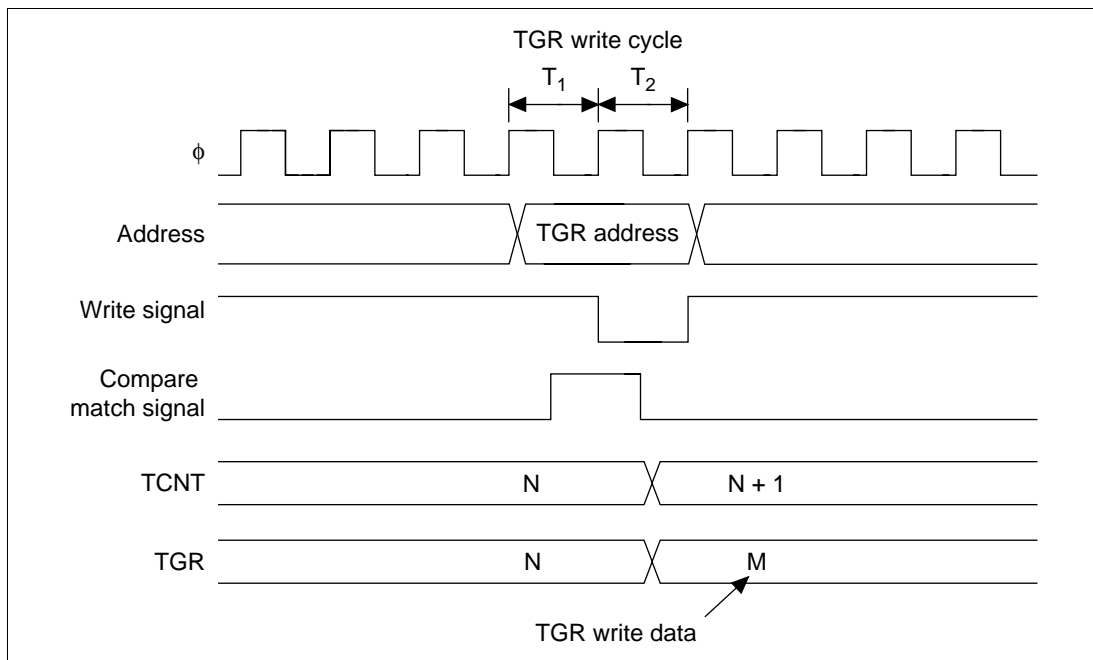 TGR write cycle
T1 T2
ϕ
Address TGR address
Write signal
Compare
match signal
TCNT N N + 1
TGR N M
TGR write data